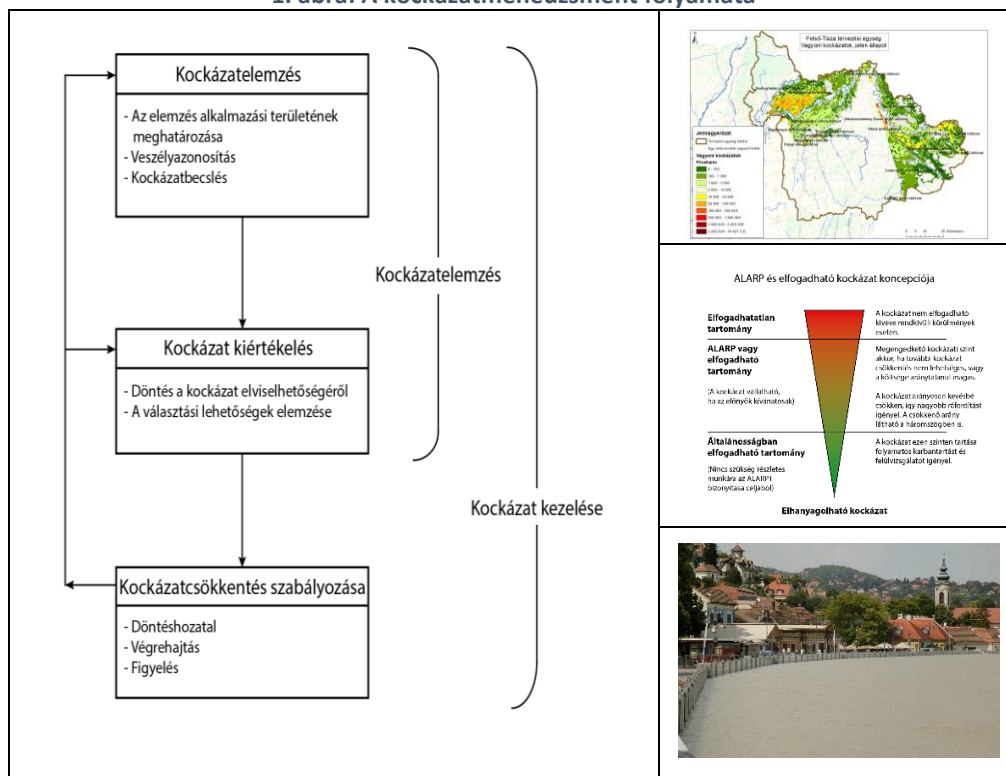 1. ábra: A kockázatmenedzsment folyamata
Kockázatelemzés
- Az elemzés alkalmazási területének
meghatározása
- Veszélyazonosítás
- Kockázatbecslés
Kockázatelemzés
Kockázat kiértékelés
- Döntés a kockázat elviselhetőségéről
- A választási lehetőségek elemzése
Kockázat kezelése
Kockázatcsökkentés szabályozása
- Döntéshozatal
- Végrehajtás
- Figyelés
Felső-Tisza tervezési egység
Vagyoni kockázatok, jelen állapot
Jelmagyarázat
Vagyoni kockázatok
ALARP és elfogadható kockázat koncepciója
Elfogadhatatlan
tartomány
A kockázat nem elfogadható
kivéve rendkívüli körülmények
esetén.
ALARP vagy
elfogadható
tartomány
(A kockázat vállalható,
ha az előnyök kívánatosak)
Megengedhető kockázati szint
akkor, ha további kockázat
csökkentés nem lehetséges, vagy
a költsége aránytalanul magas.
A kockázat arányosan kevésbé
csökken, így nagyobb ráfordítást
igényel. A csökkenő arány
látható a háromszögben is.
Általánosságban
elfogadható tartomány
(Nincs szükség részletes
munkára az ALARP
bizonyítása céljából)
A kockázat ezen szinten tartása
folyamatos karbantartást és
felülvizsgálatot igényel.
Elhanyagolható kockázat